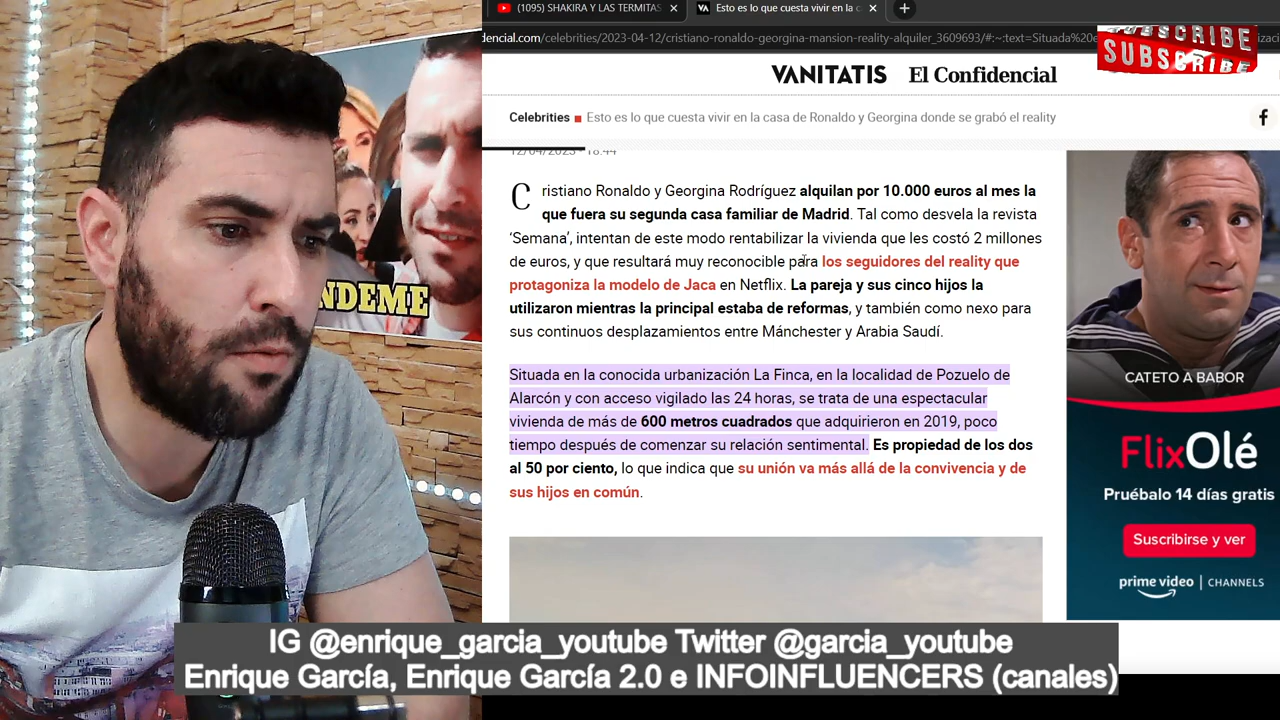 (1095) SHAKIRA Y LAS TERMITAS
Esto es lo que cuesta vivir en la c
dencial.com/celebrities/2023-04-12/cristiano-ronaldo-georgina-mansion-reality-alquiler_3609693/#:~:text=Situada%20e
SUBSCRIBE
SUBSCRIBE
VANITATIS El Confidencial
Celebrities Esto es lo que cuesta vivir en la casa de Ronaldo y Georgina donde se grabó el reality
12/04/2023 - 18:44
Cristiano Ronaldo y Georgina Rodríguez alquilan por 10.000 euros al mes la
que fuera su segunda casa familiar de Madrid. Tal como desvela la revista
‘Semana’, intentan de este modo rentabilizar la vivienda que les costó 2 millones
de euros, y que resultará muy reconocible para los seguidores del reality que
protagoniza la modelo de Jaca en Netflix. La pareja y sus cinco hijos la
utilizaron mientras la principal estaba de reformas, y también como nexo para
sus continuos desplazamientos entre Mánchester y Arabia Saudí.
Situada en la conocida urbanización La Finca, en la localidad de Pozuelo de
Alarcón y con acceso vigilado las 24 horas, se trata de una espectacular
vivienda de más de 600 metros cuadrados que adquirieron en 2019, poco
tiempo después de comenzar su relación sentimental. Es propiedad de los dos
al 50 por ciento, lo que indica que su unión va más allá de la convivencia y de
sus hijos en común.
NDEME
CATETO A BABOR
FlixOlé
Pruébalo 14 días gratis
Suscribirse y ver
prime video | CHANNELS
IG @enrique_garcia_youtube Twitter @garcia_youtube
Enrique García, Enrique García 2.0 e INFOINFLUENCERS (canales)